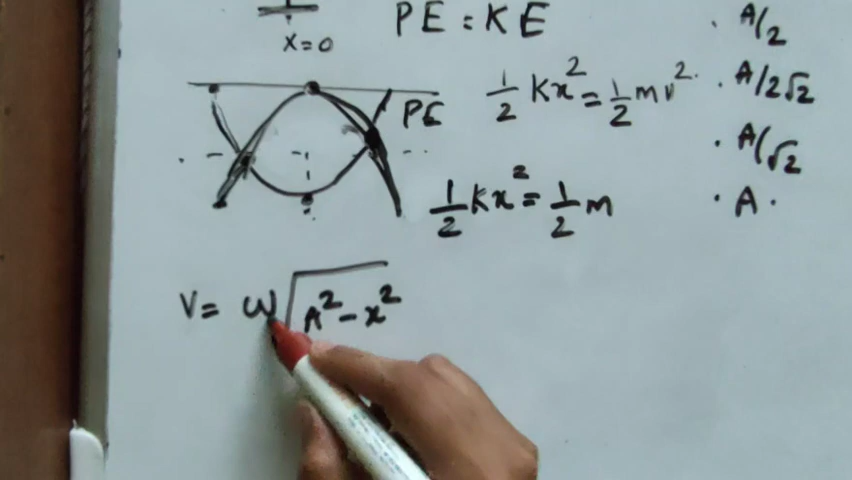 x=0
PE = KE
PE
1/2 Kx² = 1/2 mv²
1/2 Kx² = 1/2 m
V = ω√(A² - x²)
· A/2
· A/2√2
· A/√2
· A ·